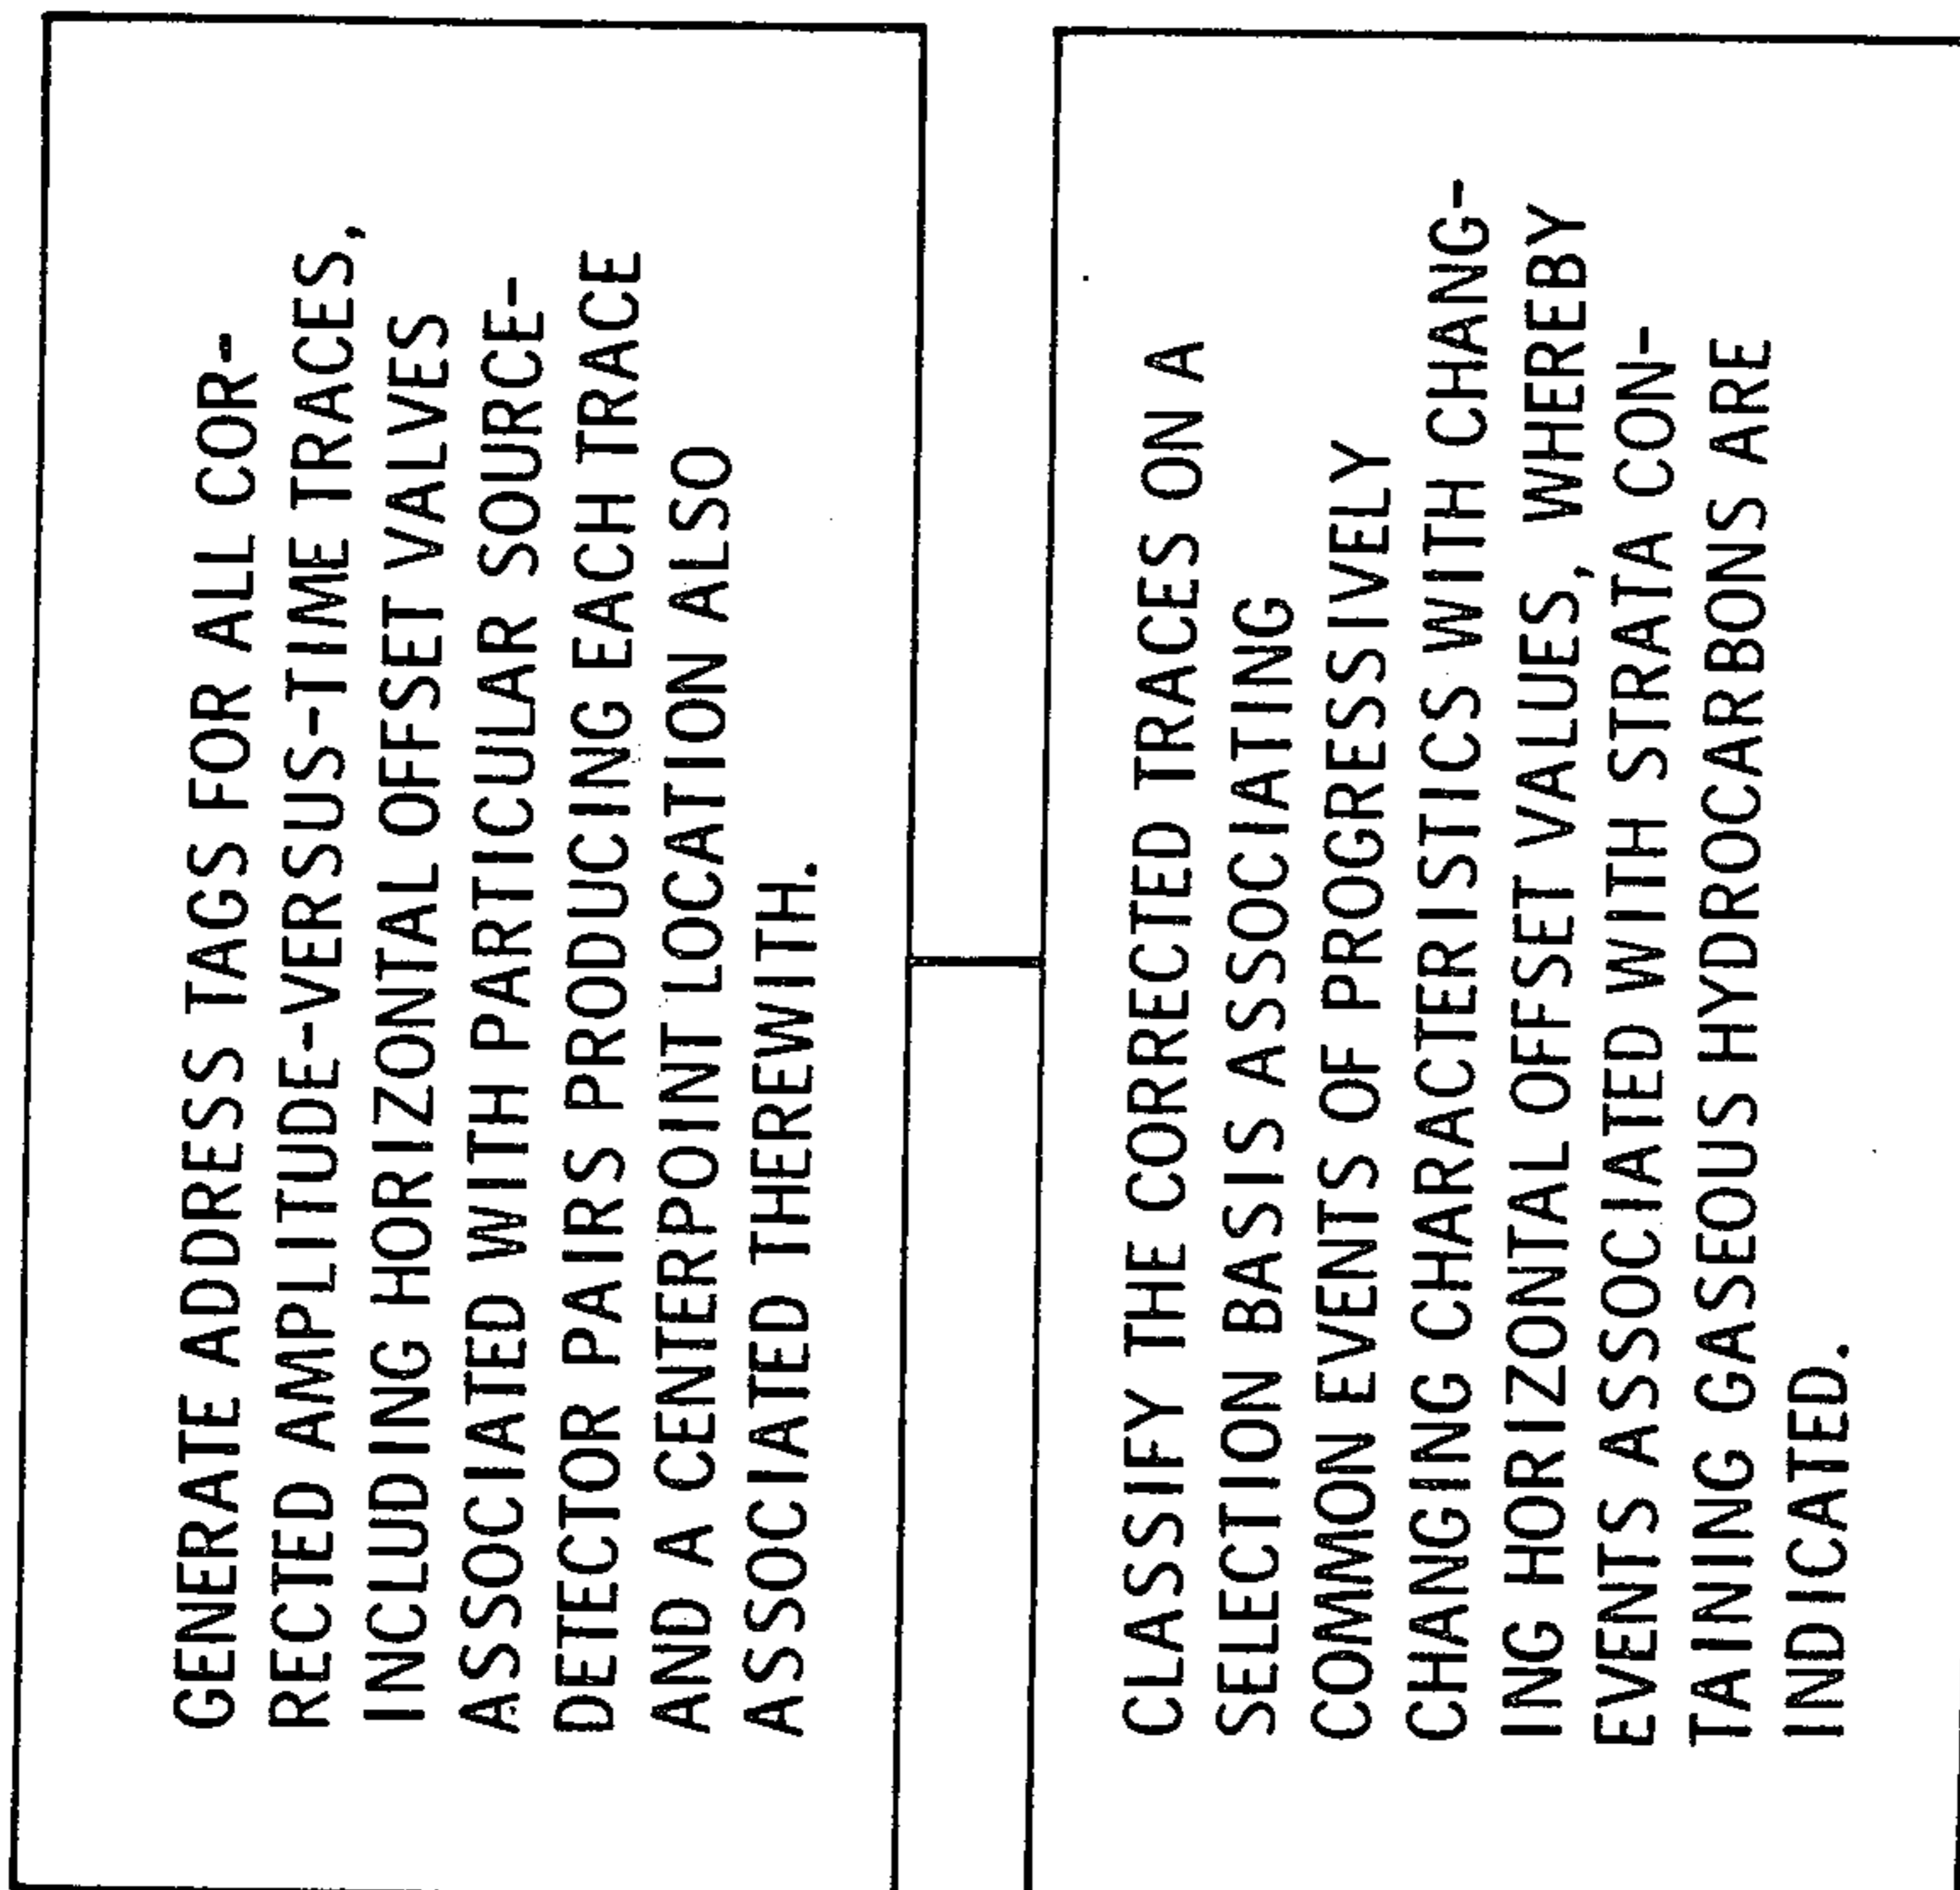 GENERATE ADDRESS TAGS FOR ALL COR-
RECTED AMPLITUDE-VERSUS-TIME TRACES,
INCLUDING HORIZONTAL OFFSET VALVES
ASSOCIATED WITH PARTICULAR SOURCE-
DETECTOR PAIRS PRODUCING EACH TRACE
AND A CENTERPOINT LOCATION ALSO
ASSOCIATED THEREWITH.
CLASSIFY THE CORRECTED TRACES ON A
SELECTION BASIS ASSOCIATING
COMMON EVENTS OF PROGRESSIVELY
CHANGING CHARACTERISTICS WITH CHANG-
ING HORIZONTAL OFFSET VALUES, WHEREBY
EVENTS ASSOCIATED WITH STRATA CON-
TAINING GASEOUS HYDROCARBONS ARE
INDICATED.